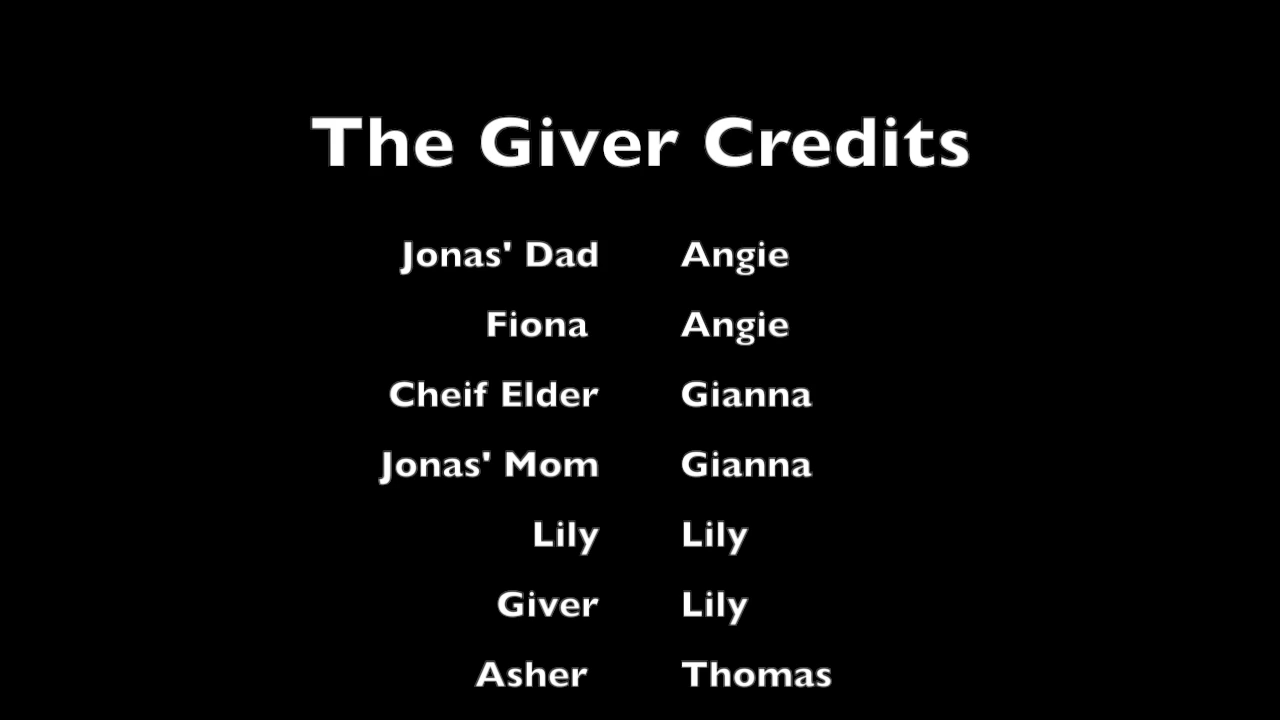 The Giver Credits
Jonas' Dad Angie
Fiona Angie
Cheif Elder Gianna
Jonas' Mom Gianna
Lily Lily
Giver Lily
Asher Thomas